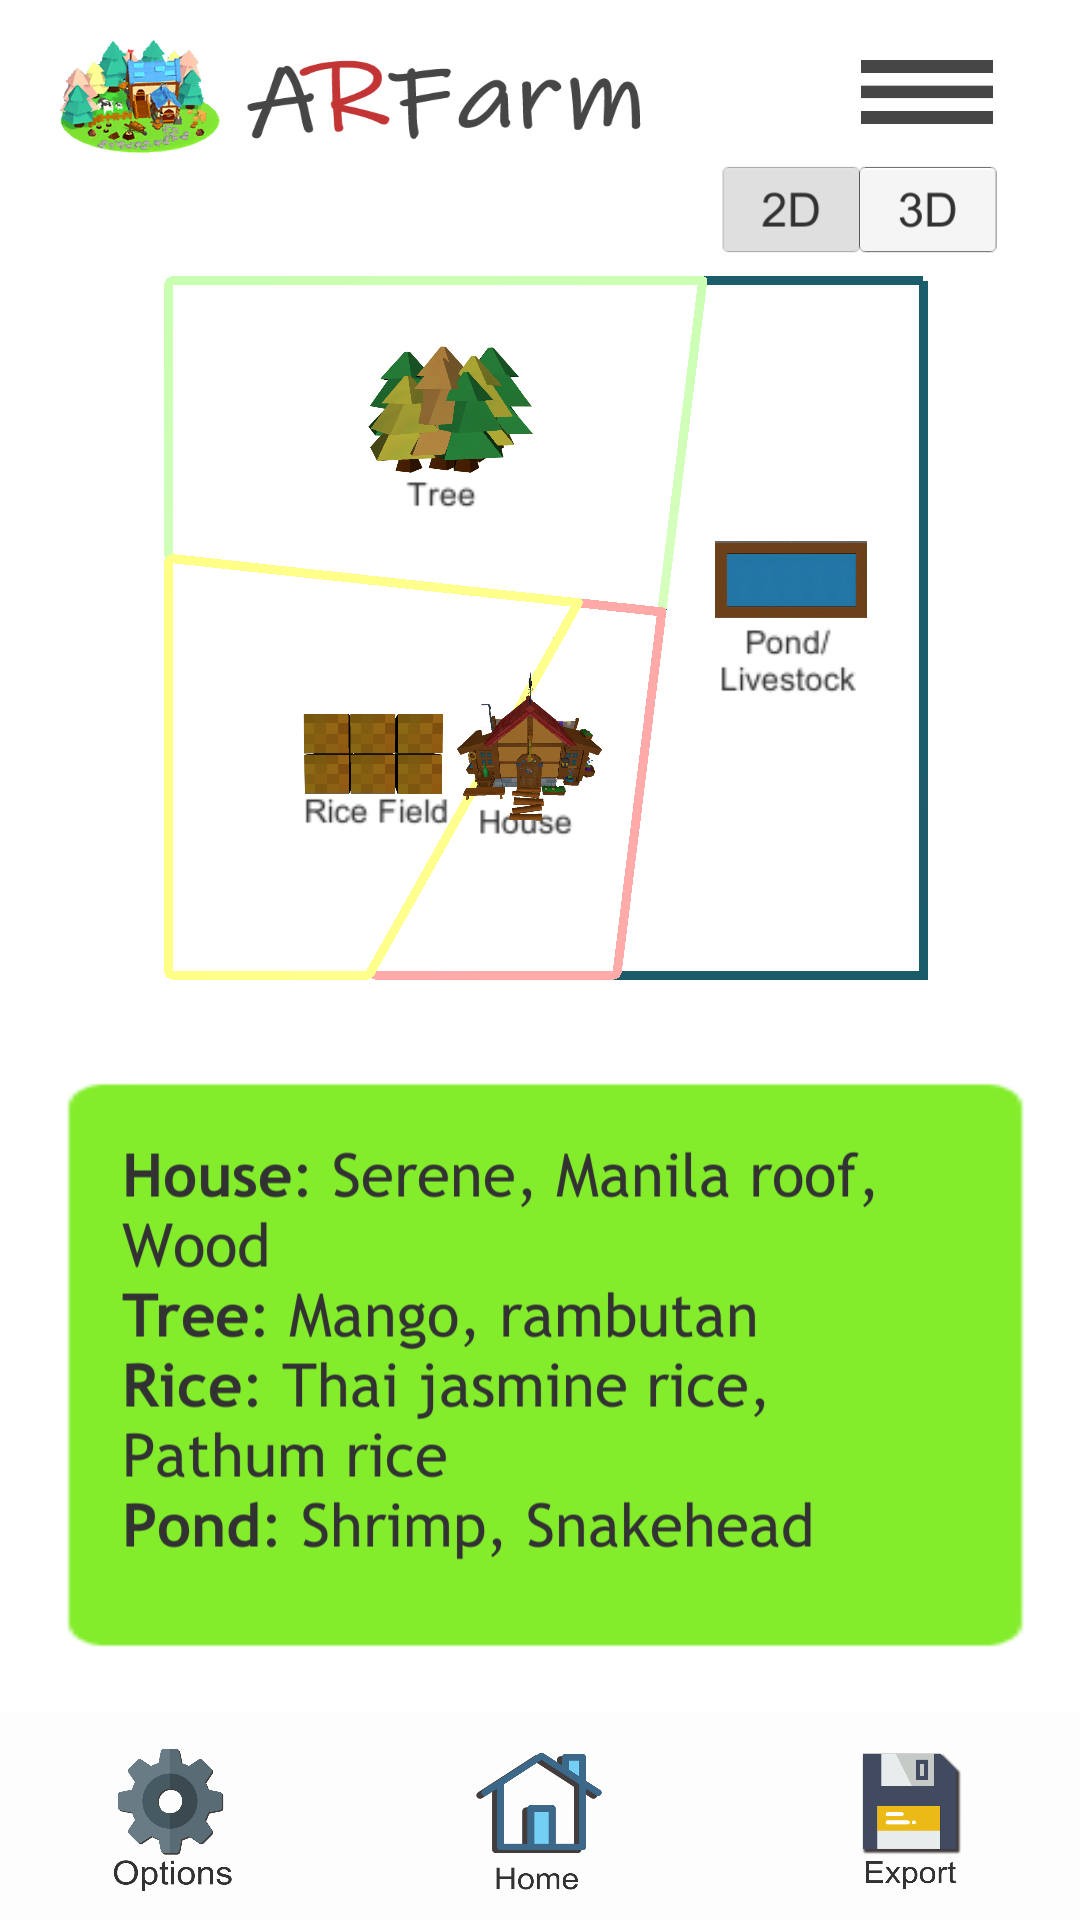 ARFarm
2D 3D
Tree
Pond/
Livestock
Rice Field
House
House: Serene, Manila roof,
Wood
Tree: Mango, rambutan
Rice: Thai jasmine rice,
Pathum rice
Pond: Shrimp, Snakehead
Options Home Export